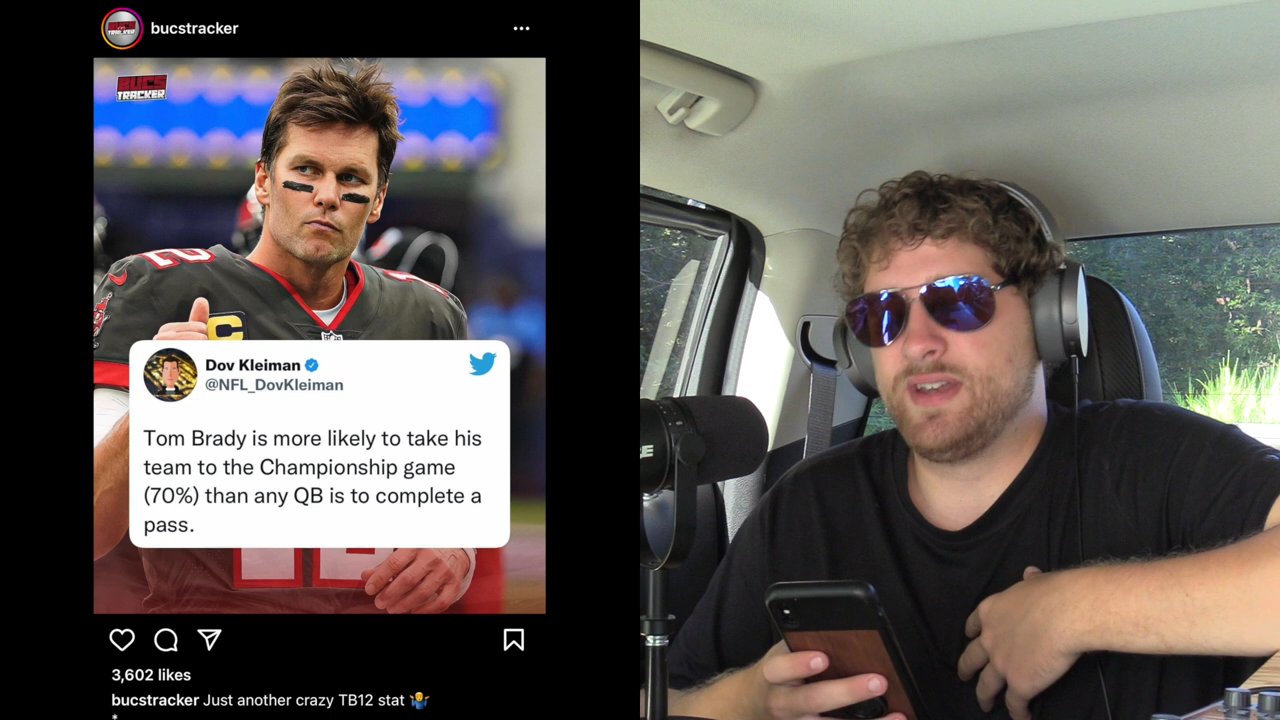 bucstracker
BUCS
TRACKER
Dov Kleiman
@NFL_DovKleiman
Tom Brady is more likely to take his
team to the Championship game
(70%) than any QB is to complete a
pass.
3,602 likes
bucstracker Just another crazy TB12 stat 🤷‍♂️
*